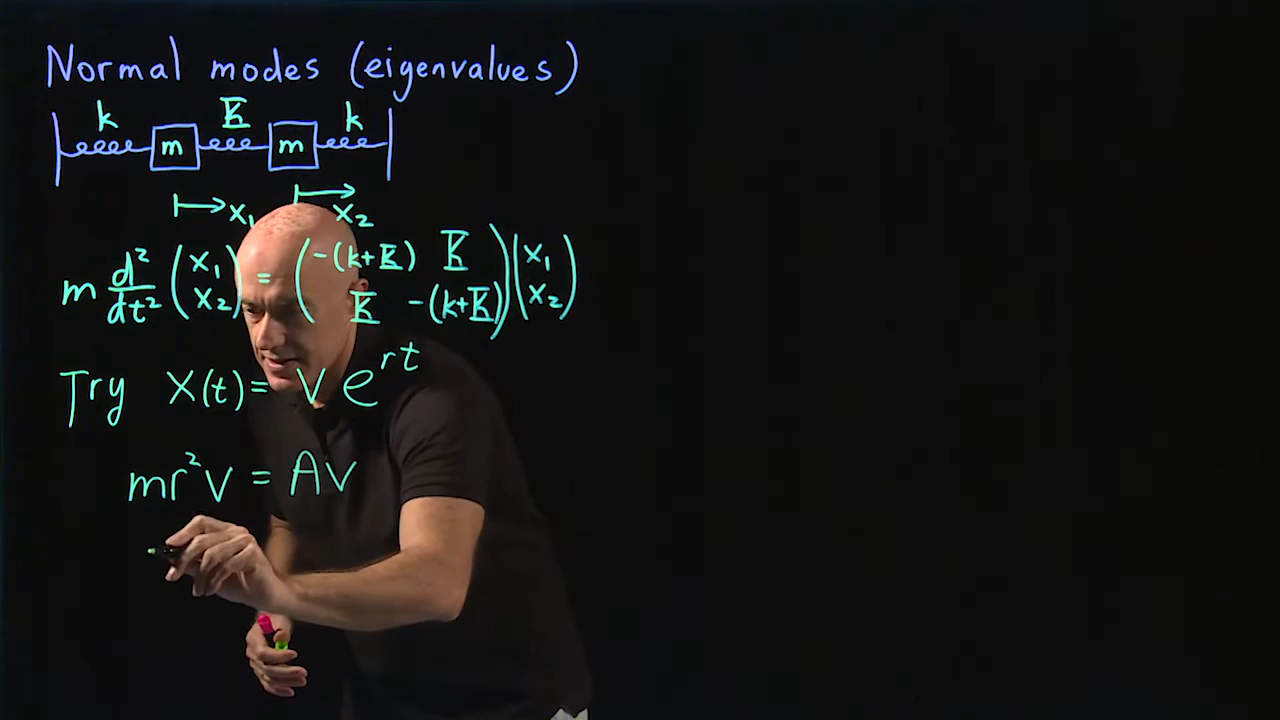 Normal modes (eigenvalues)
k K k
m m
x₁ x₂
m d²/dt² (x₁ x₂) = (-(k+K) K K -(k+K)) (x₁ x₂)
Try X(t) = v e^{rt}
mr²v = Av